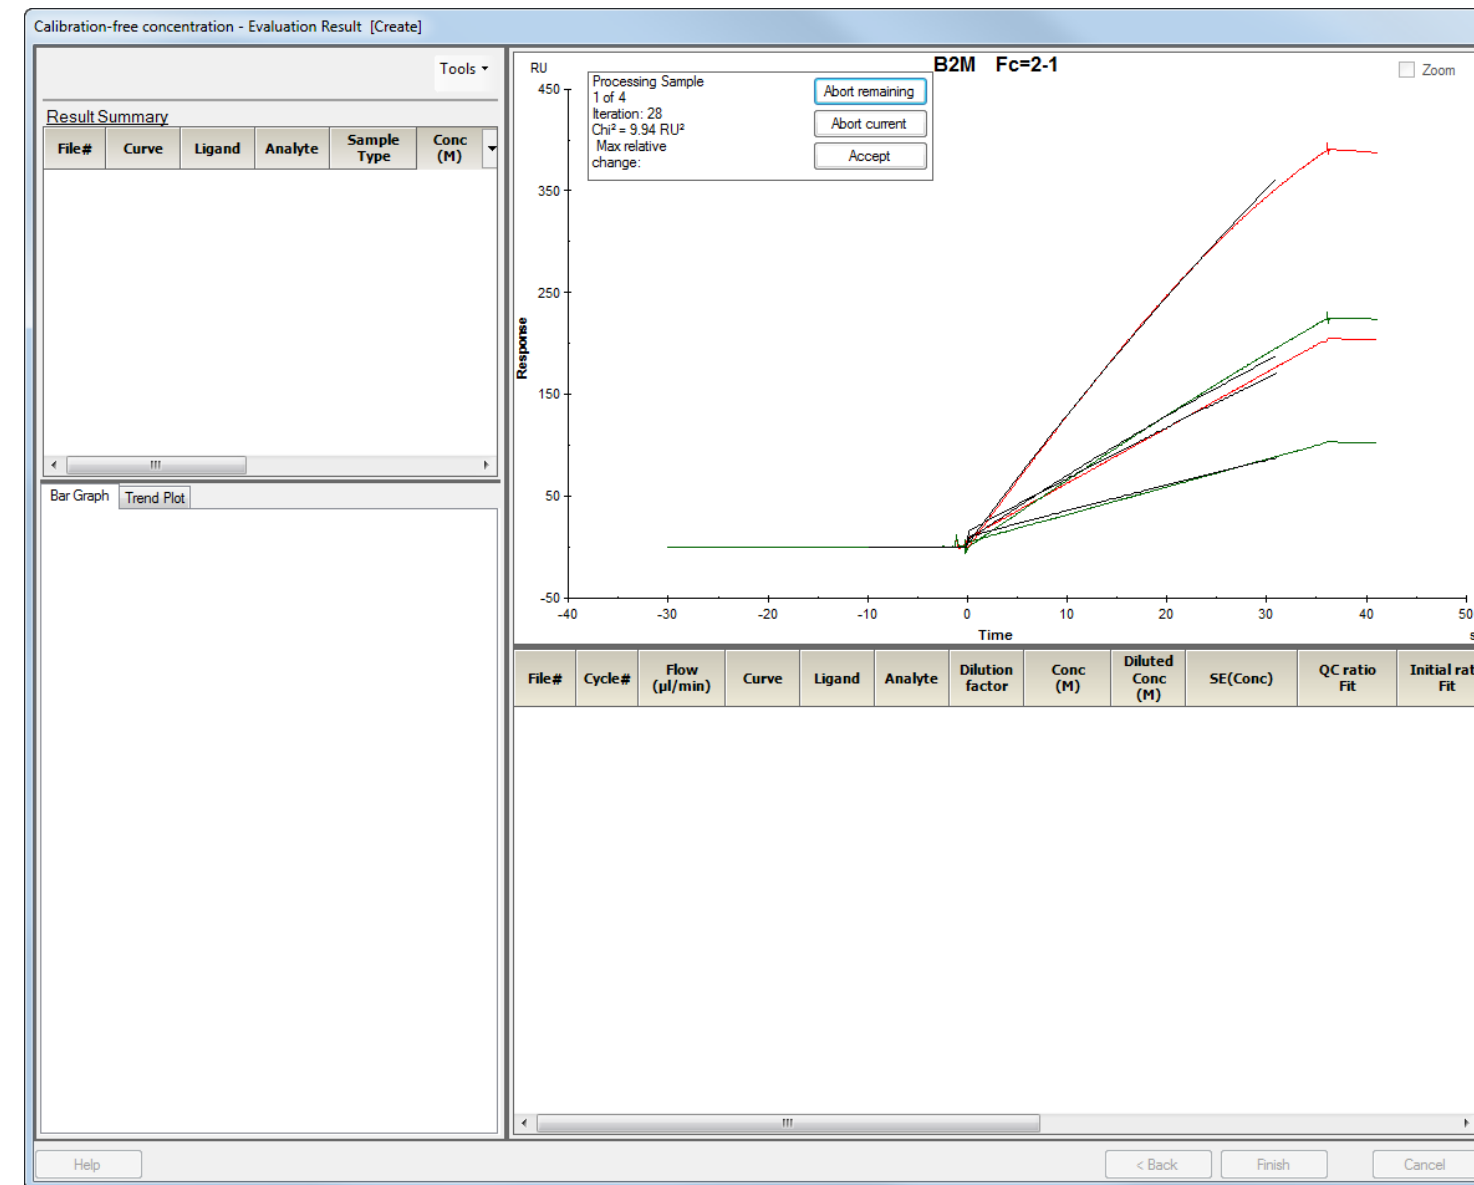 Calibration-free concentration - Evaluation Result [Create]
Tools
Result Summary
File# Curve Ligand Analyte Sample Type Conc (M)
Bar Graph Trend Plot
B2M Fc=2-1
Zoom
RU
Processing Sample
1 of 4
Iteration: 28
Chi² = 9.94 RU²
Max relative
change:
Abort remaining
Abort current
Accept
450
350
250
150
50
-50
Response
-40 -30 -20 -10 0 10 20 30 40 50
Time
s
File# Cycle# Flow (µl/min) Curve Ligand Analyte Dilution factor Conc (M) Diluted Conc (M) SE(Conc) QC ratio Fit Initial rat Fit
Help
< Back Finish Cancel